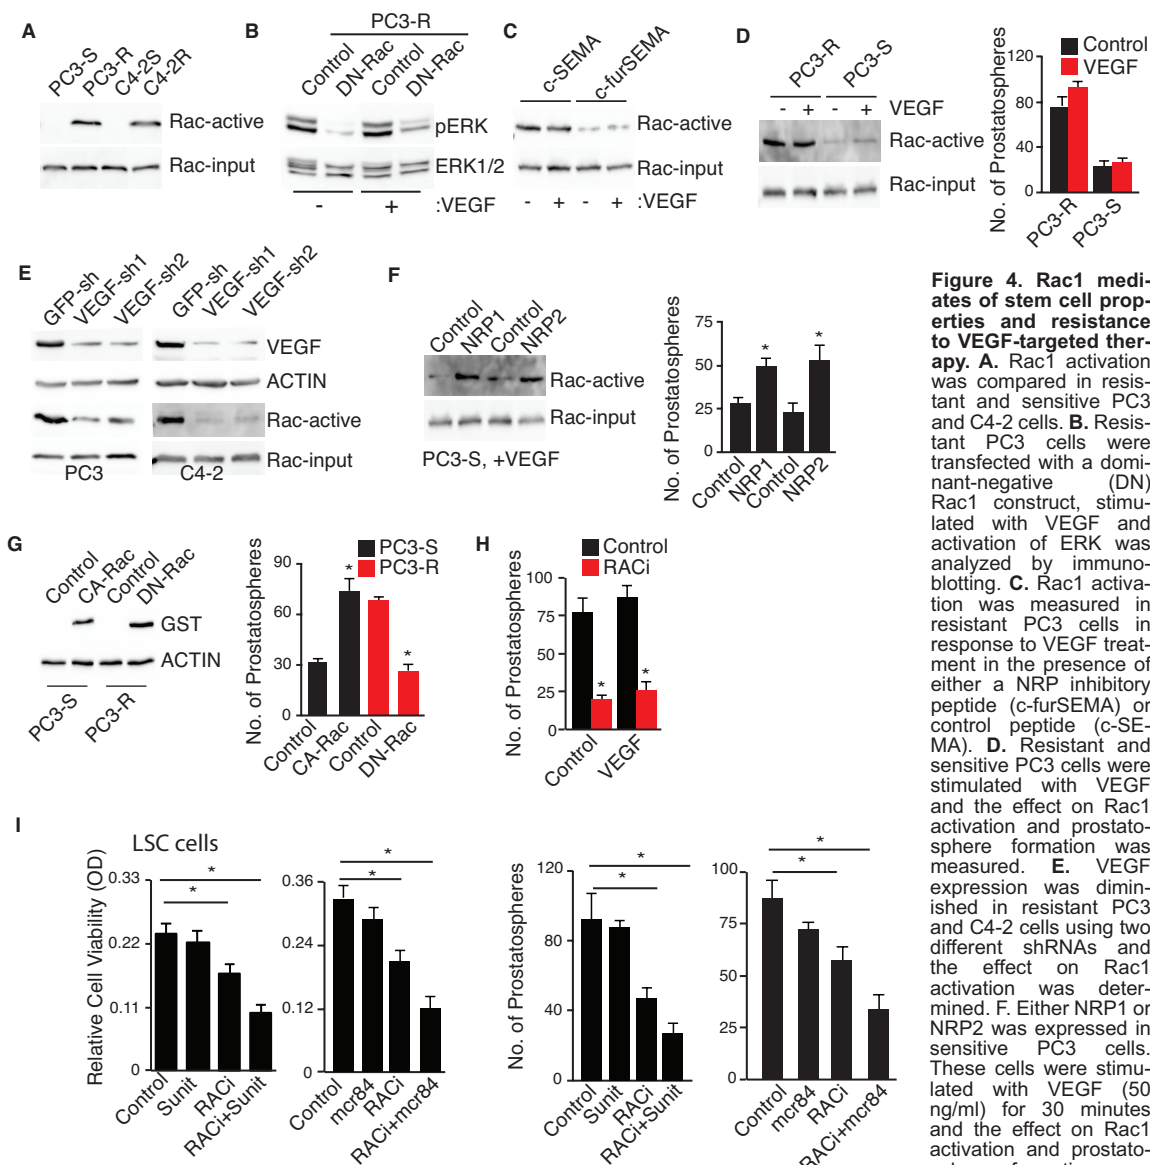 A
PC3-S
PC3-R
C4-2S
C4-2R
Rac-active
Rac-input
B
PC3-R
Control
DN-Rac
Control
DN-Rac
pERK
ERK1/2
- + :VEGF
C
c-SEMA
c-furSEMA
Rac-active
Rac-input
- + - + :VEGF
D
PC3-R
PC3-S
- + - + VEGF
Rac-active
Rac-input
No. of Prostatospheres
120
80
40
0
Control
VEGF
PC3-R
PC3-S
E
GFP-sh
VEGF-sh1
VEGF-sh2
GFP-sh
VEGF-sh1
VEGF-sh2
VEGF
ACTIN
Rac-active
Rac-input
PC3
C4-2
F
Control
NRP1
Control
NRP2
Rac-active
Rac-input
PC3-S, +VEGF
No. of Prostatospheres
75
50
25
0
*
*
Control
NRP1
Control
NRP2
G
Control
CA-Rac
Control
DN-Rac
GST
ACTIN
PC3-S
PC3-R
No. of Prostatospheres
90
60
30
0
PC3-S
PC3-R
*
*
Control
CA-Rac
Control
DN-Rac
H
Control
RACi
No. of Prostatospheres
100
75
50
25
0
*
*
Control
VEGF
I
LSC cells
Relative Cell Viability (OD)
0.33
0.22
0.11
0
*
*
Control
Sunit
RACi
RACi+Sunit
0.36
0.24
0.12
0
*
*
Control
mcr84
RACi
RACi+mcr84
No. of Prostatospheres
120
80
40
0
*
*
Control
Sunit
RACi
RACi+Sunit
100
75
50
25
0
*
*
Control
mcr84
RACi
RACi+mcr84
Figure 4. Rac1 medi-
ates of stem cell prop-
erties and resistance
to VEGF-targeted ther-
apy. A. Rac1 activation
was compared in resis-
tant and sensitive PC3
and C4-2 cells. B. Resis-
tant PC3 cells were
transfected with a domi-
nant-negative (DN)
Rac1 construct, stimu-
lated with VEGF and
activation of ERK was
analyzed by immuno-
blotting. C. Rac1 activa-
tion was measured in
resistant PC3 cells in
response to VEGF treat-
ment in the presence of
either a NRP inhibitory
peptide (c-furSEMA) or
control peptide (c-SE-
MA). D. Resistant and
sensitive PC3 cells were
stimulated with VEGF
and the effect on Rac1
activation and prostato-
sphere formation was
measured. E. VEGF
expression was dimin-
ished in resistant PC3
and C4-2 cells using two
different shRNAs and
the effect on Rac1
activation was deter-
mined. F. Either NRP1 or
NRP2 was expressed in
sensitive PC3 cells.
These cells were stimu-
lated with VEGF (50
ng/ml) for 30 minutes
and the effect on Rac1
activation and prostato-